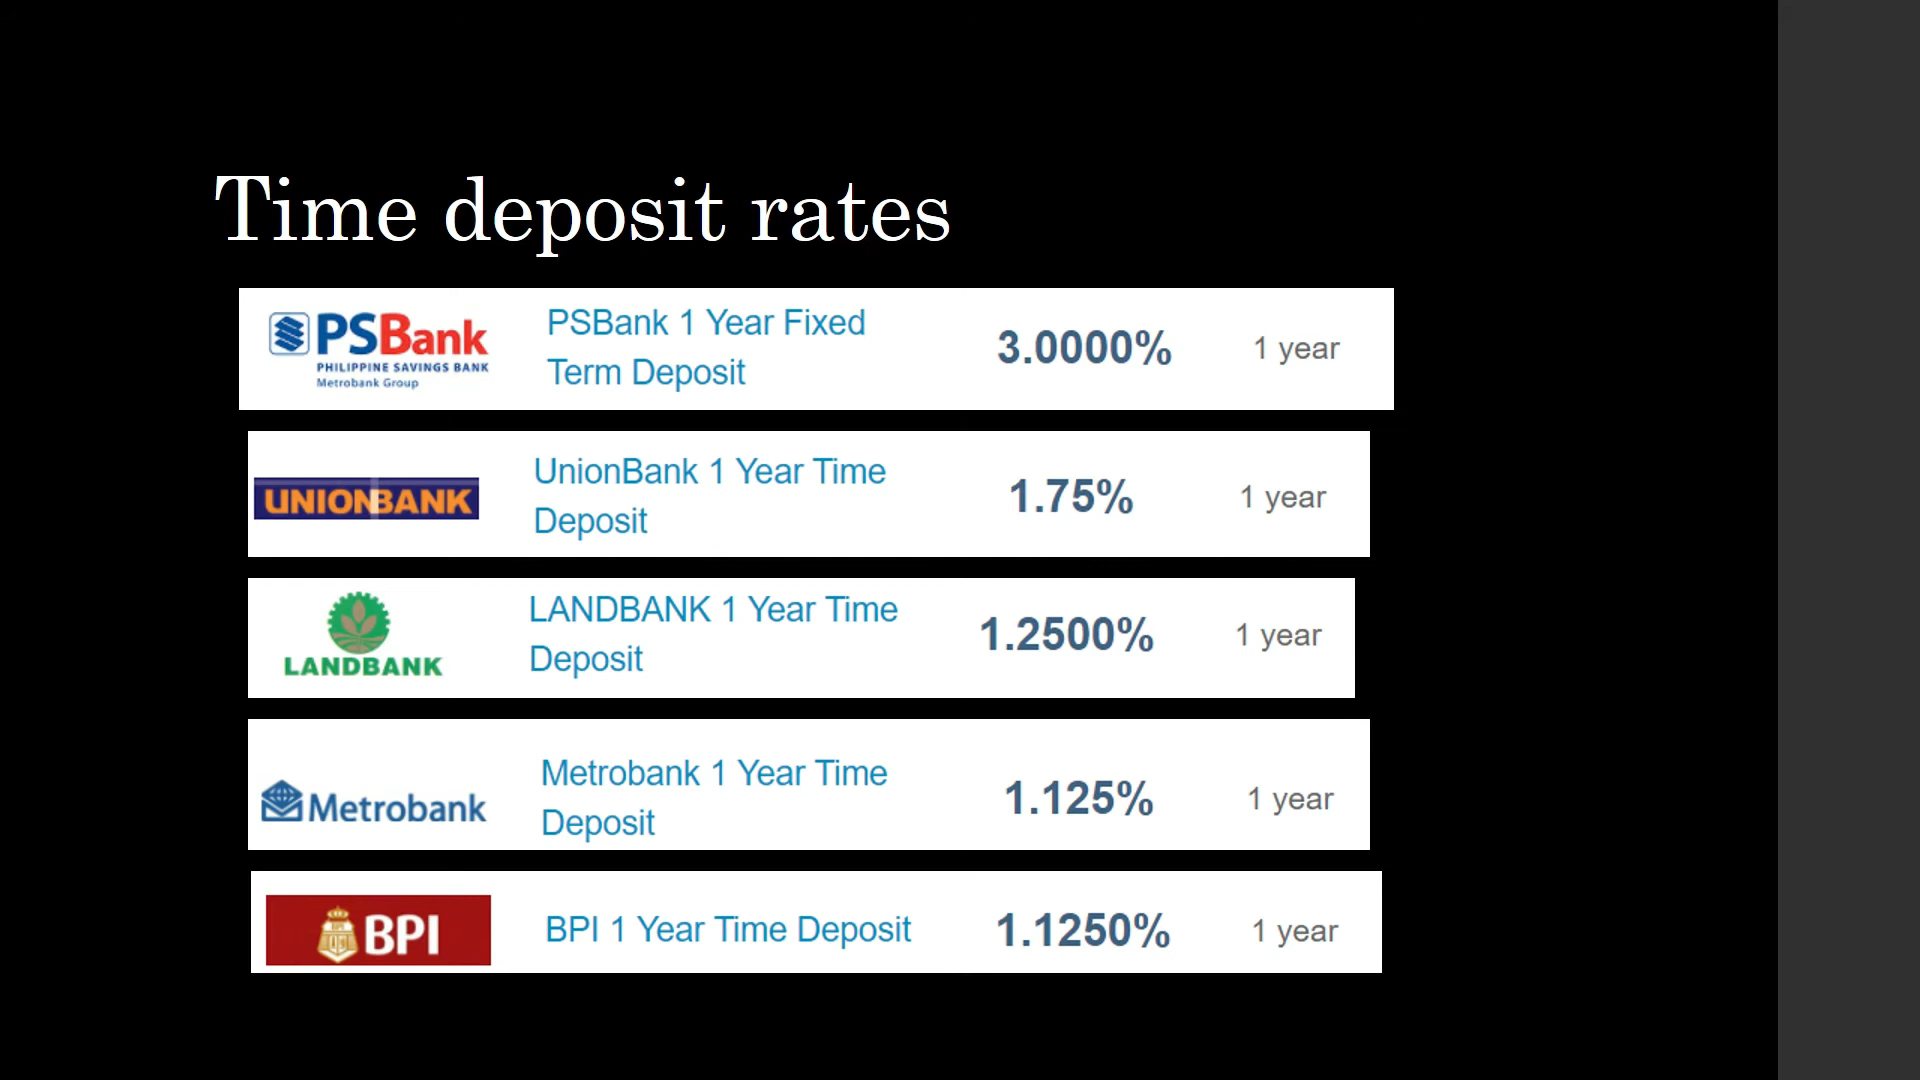 Time deposit rates
PSBank
PHILIPPINE SAVINGS BANK
Metrobank Group
PSBank 1 Year Fixed
Term Deposit
3.0000%
1 year
UNIONBANK
UnionBank 1 Year Time
Deposit
1.75%
1 year
LANDBANK
LANDBANK 1 Year Time
Deposit
1.2500%
1 year
Metrobank
Metrobank 1 Year Time
Deposit
1.125%
1 year
BPI
BPI 1 Year Time Deposit
1.1250%
1 year